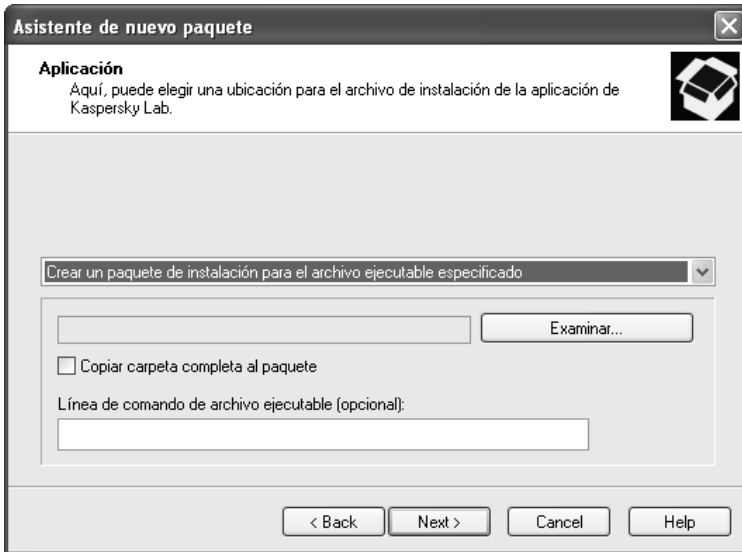 Asistente de nuevo paquete
Aplicación
Aquí, puede elegir una ubicación para el archivo de instalación de la aplicación de
Kaspersky Lab.
Crear un paquete de instalación para el archivo ejecutable especificado
Examinar...
Copiar carpeta completa al paquete
Línea de comando de archivo ejecutable (opcional):
< Back
Next >
Cancel
Help